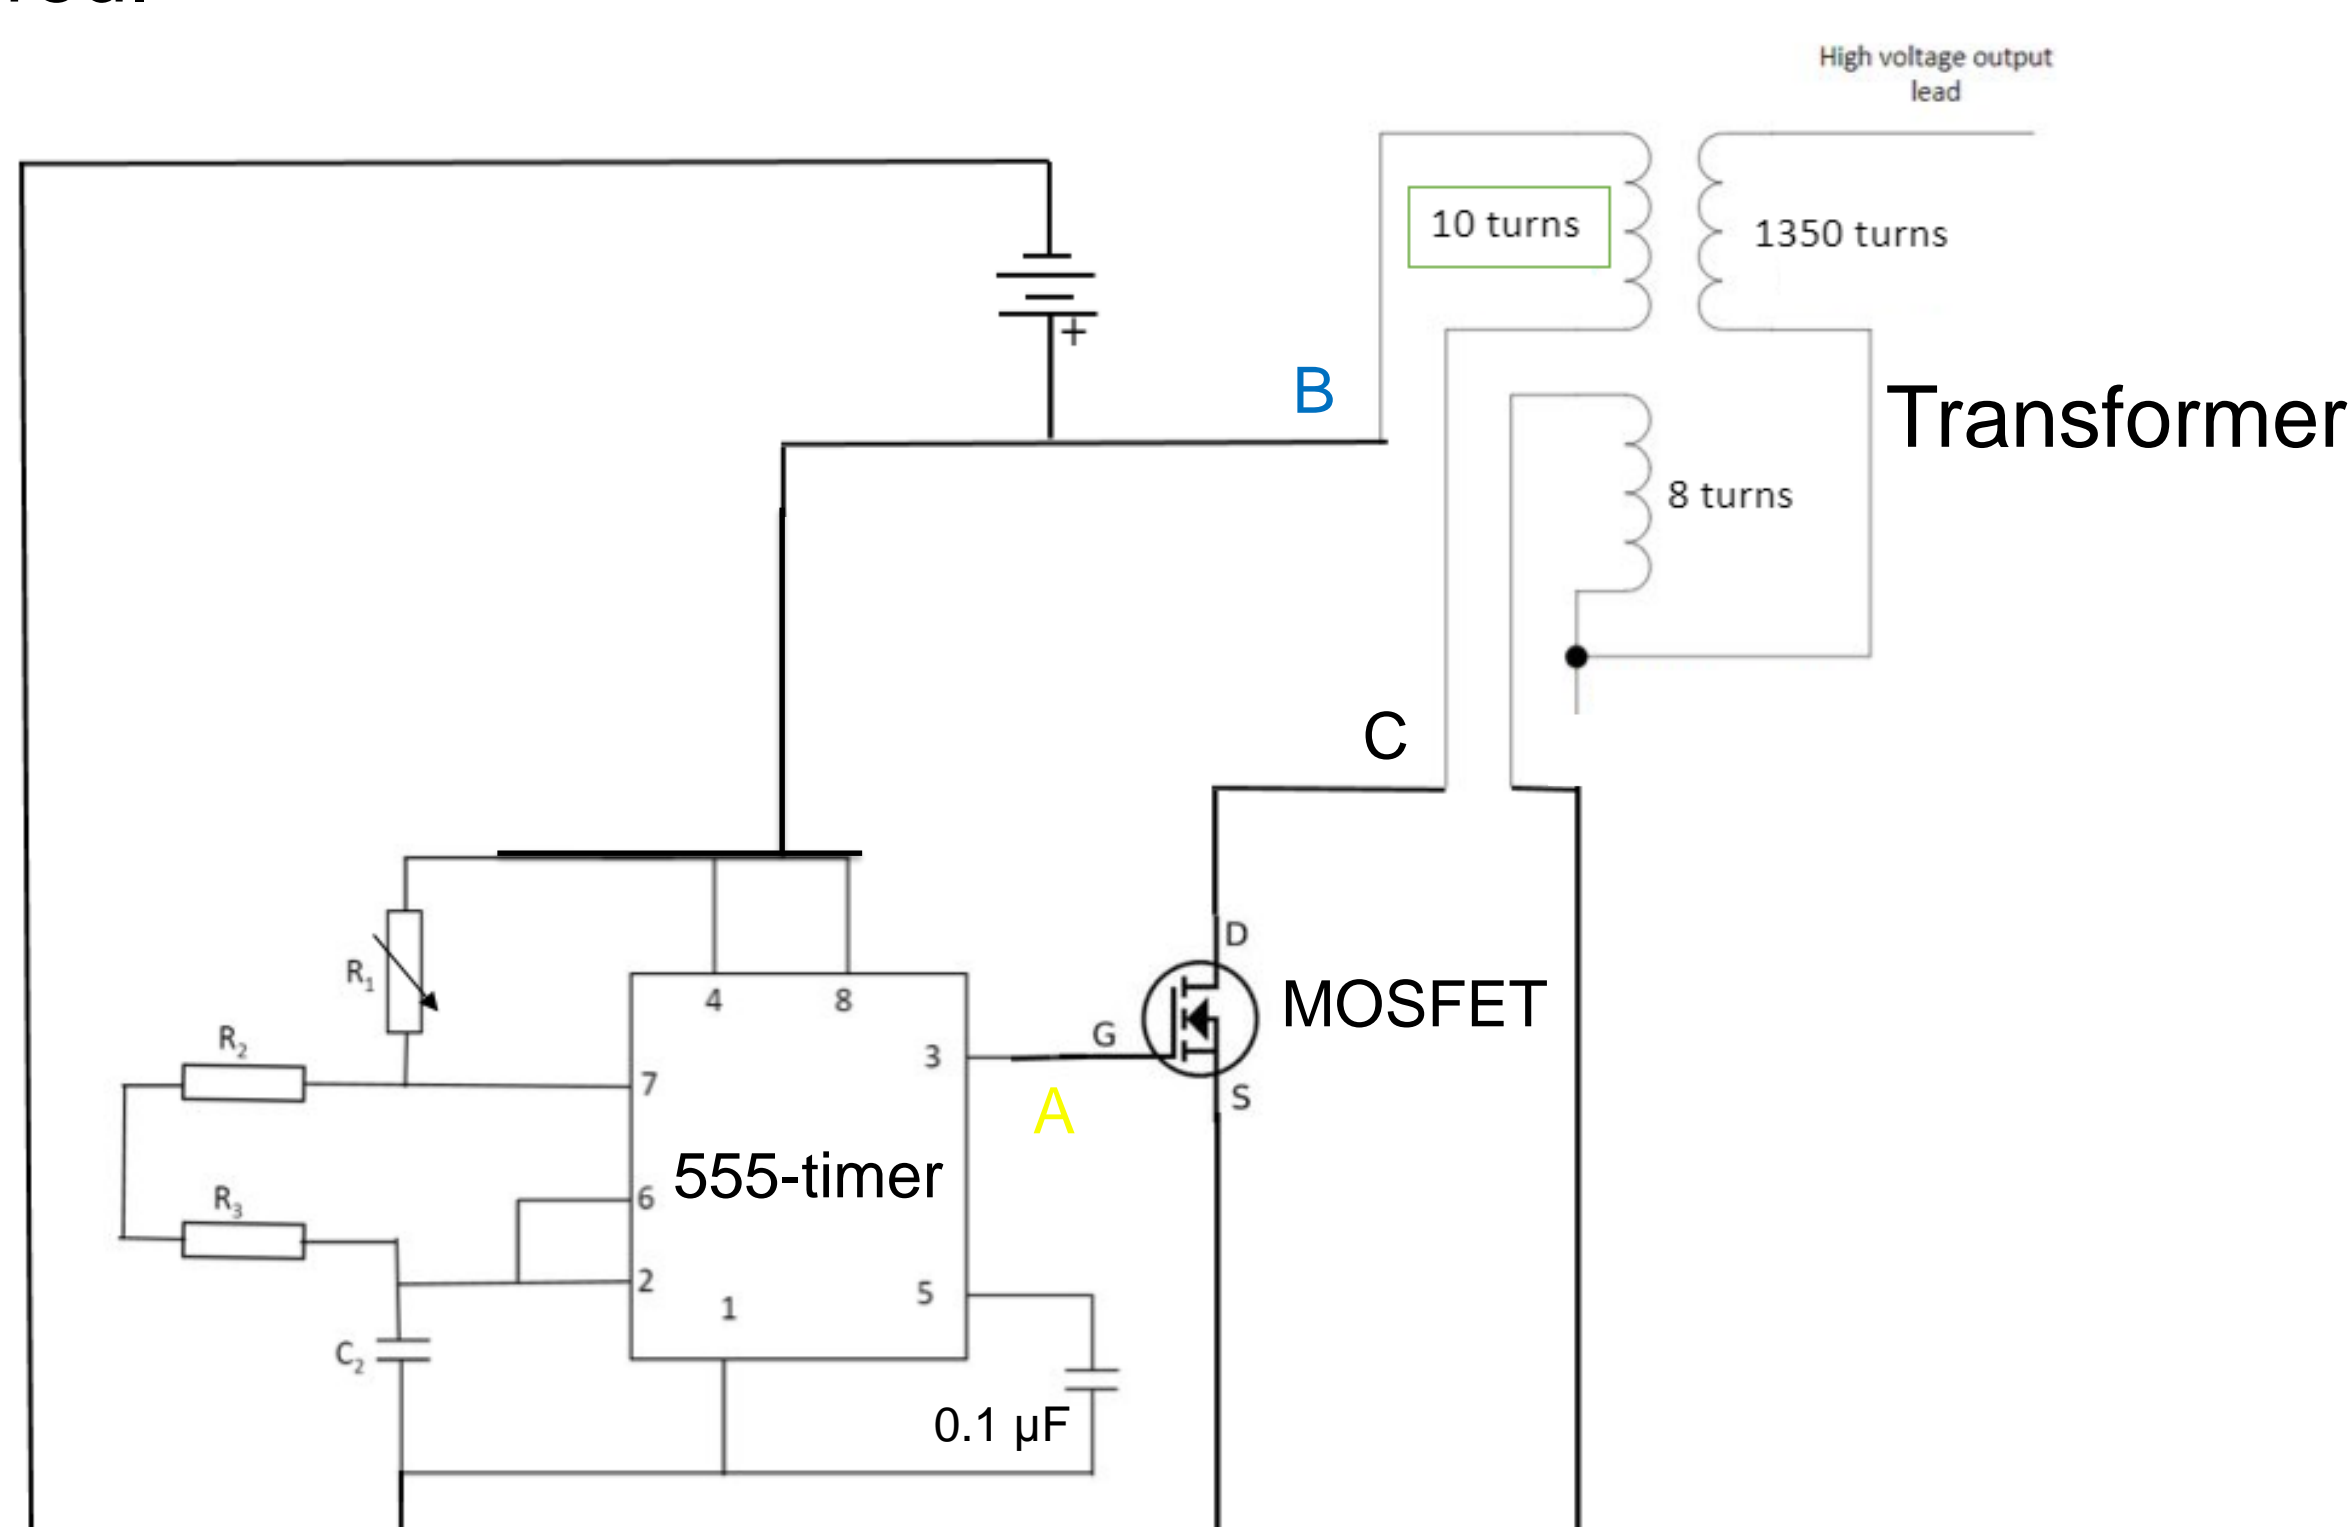 High voltage output
lead
10 turns
1350 turns
+
B
Transformer
8 turns
C
D
R1
4
8
MOSFET
G
R2
3
7
S
A
555-timer
R3
6
2
5
1
C2
0.1 µF